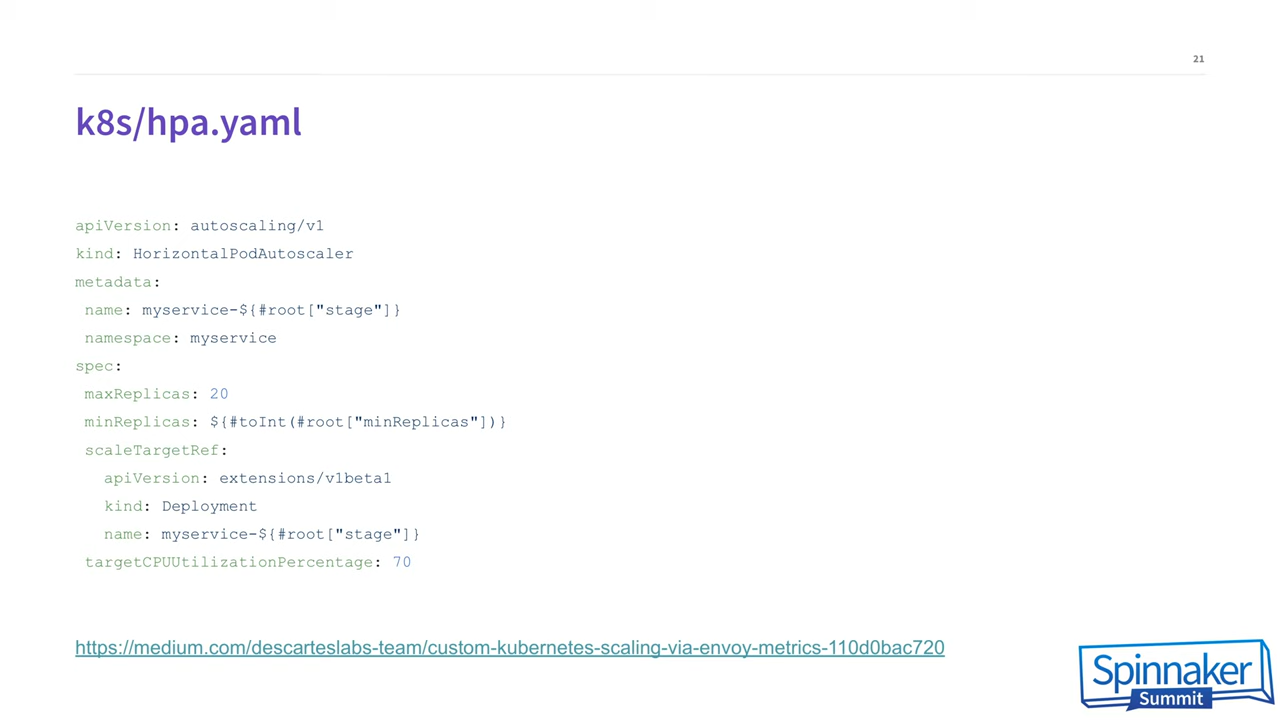 21
k8s/hpa.yaml
apiVersion: autoscaling/v1
kind: HorizontalPodAutoscaler
metadata:
 name: myservice-${#root["stage"]}
 namespace: myservice
spec:
 maxReplicas: 20
 minReplicas: ${#toInt(#root["minReplicas"])}
 scaleTargetRef:
   apiVersion: extensions/v1beta1
   kind: Deployment
   name: myservice-${#root["stage"]}
 targetCPUUtilizationPercentage: 70
https://medium.com/descarteslabs-team/custom-kubernetes-scaling-via-envoy-metrics-110d0bac720
Spinnaker
Summit